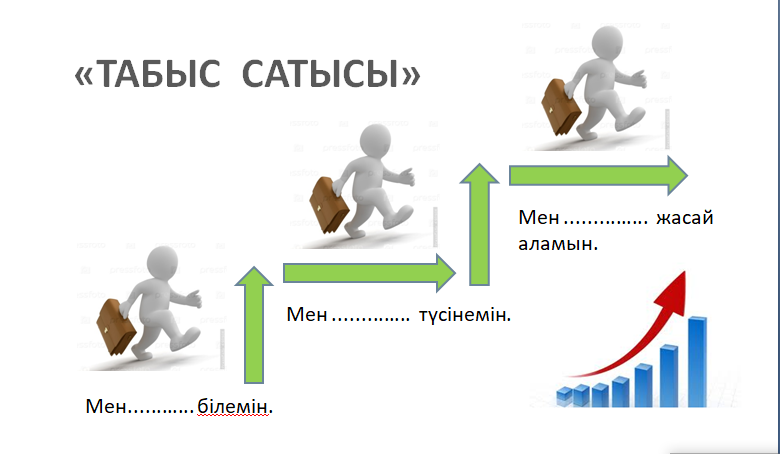 «ТАБЫС САТЫСЫ»
Мен .............. жасай
аламын.
Мен ............. түсінемін.
Мен............ білемін.